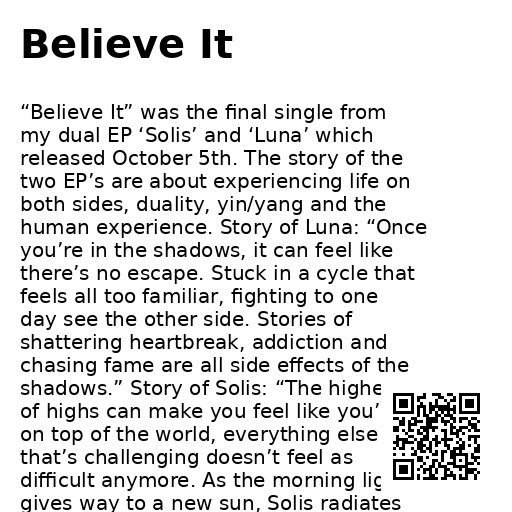 Believe It
“Believe It” was the final single from
my dual EP ‘Solis’ and ‘Luna’ which
released October 5th. The story of the
two EP’s are about experiencing life on
both sides, duality, yin/yang and the
human experience. Story of Luna: “Once
you’re in the shadows, it can feel like
there’s no escape. Stuck in a cycle that
feels all too familiar, fighting to one
day see the other side. Stories of
shattering heartbreak, addiction and
chasing fame are all side effects of the
shadows.” Story of Solis: “The
of highs can make you feel like
on top of the world, everything else
that’s challenging doesn’t feel as
difficult anymore. As the morning
gives way to a new sun, Solis radiates